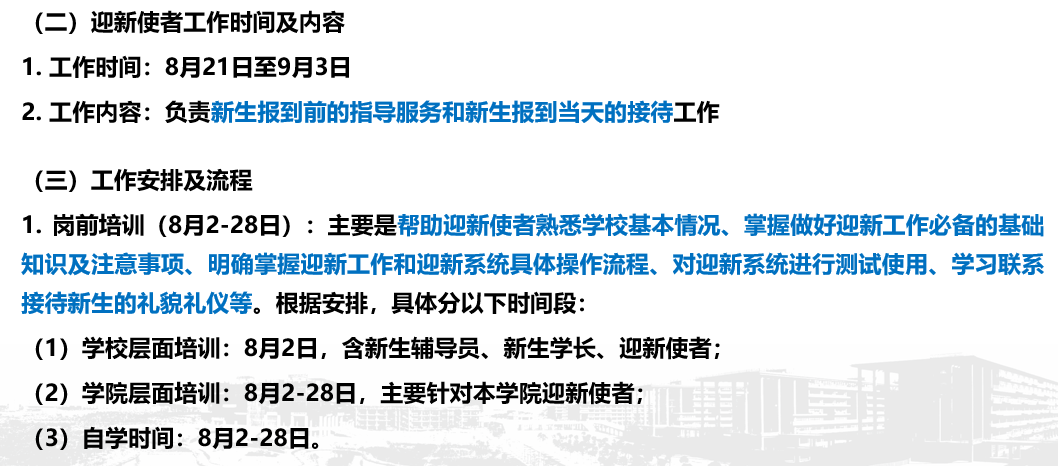 （二）迎新使者工作时间及内容
1. 工作时间：8月21日至9月3日
2. 工作内容：负责新生报到前的指导服务和新生报到当天的接待工作
（三）工作安排及流程
1. 岗前培训（8月2-28日）：主要是帮助迎新使者熟悉学校基本情况、掌握做好迎新工作必备的基础
知识及注意事项、明确掌握迎新工作和迎新系统具体操作流程、对迎新系统进行测试使用、学习联系
接待新生的礼貌礼仪等。根据安排，具体分以下时间段：
（1）学校层面培训：8月2日，含新生辅导员、新生学长、迎新使者；
（2）学院层面培训：8月2-28日，主要针对本学院迎新使者；
（3）自学时间：8月2-28日。